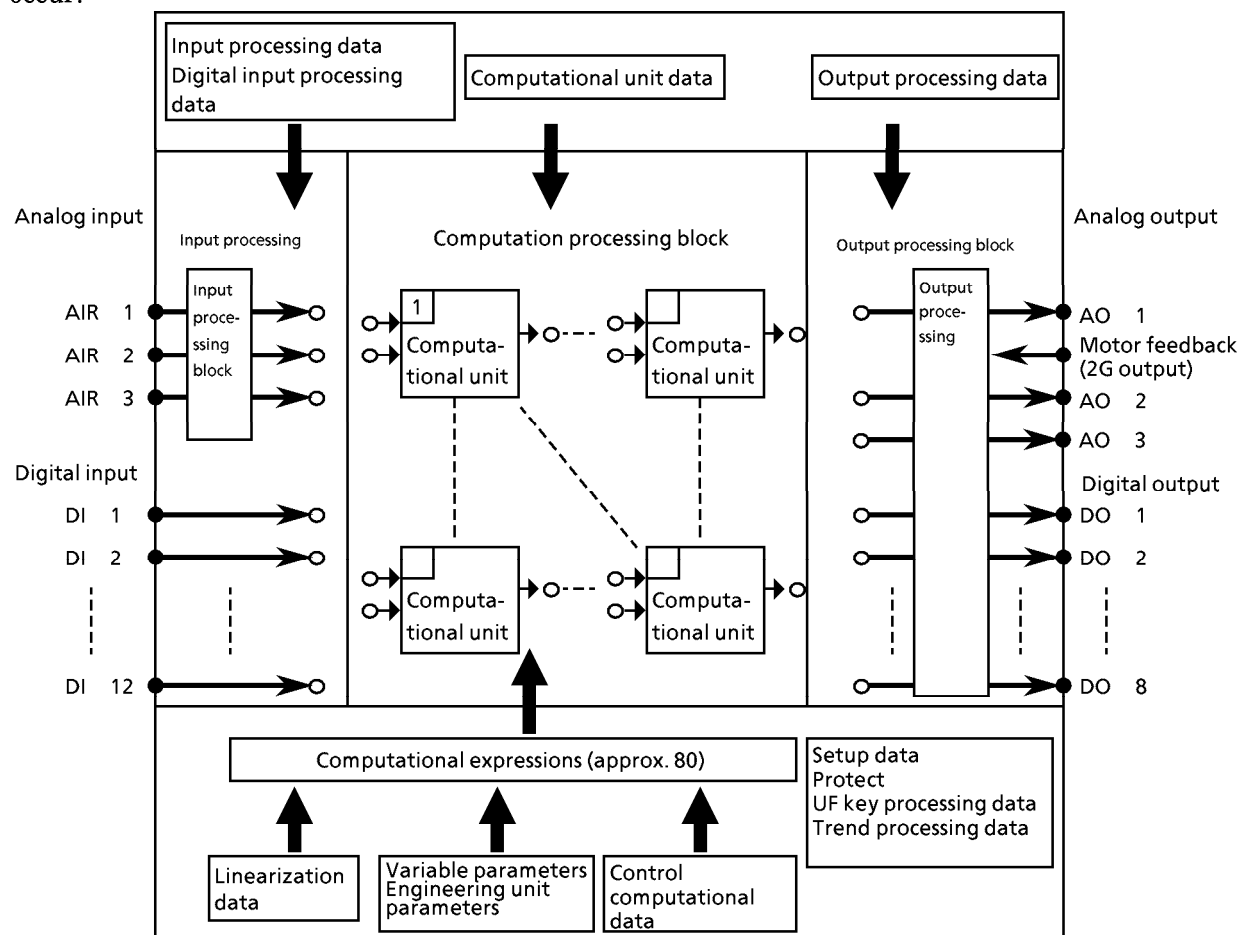 occur.
Input processing data
Digital input processing
data
Computational unit data
Output processing data
Analog input
Input processing
Computation processing block
Output processing block
Analog output
Input
proce-
ssing
block
AIR 1
AIR 2
AIR 3
1
Computa-
tional unit
Computa-
tional unit
Output
proce-
ssing
AO 1
Motor feedback
(2G output)
AO 2
AO 3
Digital input
DI 1
DI 2
DI 12
Computa-
tional unit
Computa-
tional unit
Digital output
DO 1
DO 2
DO 8
Computational expressions (approx. 80)
Setup data
Protect
UF key processing data
Trend processing data
Linearization
data
Variable parameters
Engineering unit
parameters
Control
computational
data